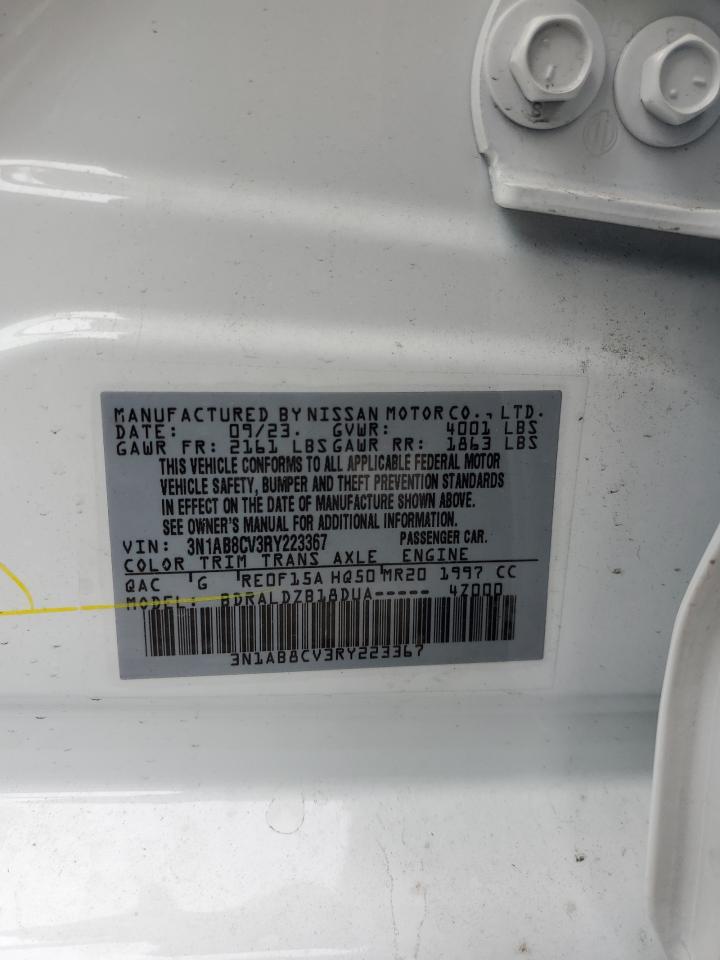 MANUFACTURED BY NISSAN MOTOR CO., LTD.
DATE: 09/23. GVWR: 4001 LBS
GAWR FR: 2161 LBS GAWR RR: 1863 LBS
THIS VEHICLE CONFORMS TO ALL APPLICABLE FEDERAL MOTOR
VEHICLE SAFETY, BUMPER AND THEFT PREVENTION STANDARDS
IN EFFECT ON THE DATE OF MANUFACTURE SHOWN ABOVE.
SEE OWNER'S MANUAL FOR ADDITIONAL INFORMATION.
VIN: 3N1AB8CV3RY223367 PASSENGER CAR.
COLOR TRIM TRANS AXLE ENGINE
QAC G RE0F15A HQ50 MR20 1997 CC
MODEL: BDRALDZB18DUA----- 4Z000
3N1AB8CV3RY223367